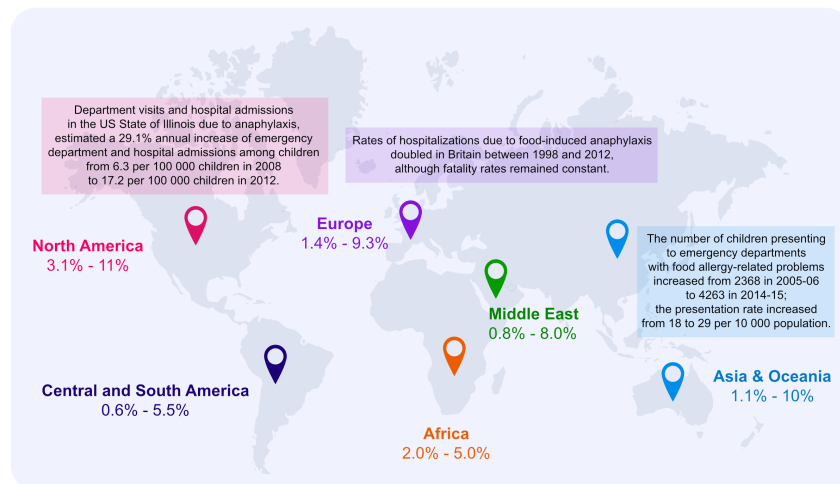 Department visits and hospital admissions
in the US State of Illinois due to anaphylaxis,
estimated a 29.1% annual increase of emergency
department and hospital admissions among children
from 6.3 per 100 000 children in 2008
to 17.2 per 100 000 children in 2012.
Rates of hospitalizations due to food-induced anaphylaxis
doubled in Britain between 1998 and 2012,
although fatality rates remained constant.
North America
3.1% - 11%
Europe
1.4% - 9.3%
The number of children presenting
to emergency departments
with food allergy-related problems
increased from 2368 in 2005-06
to 4263 in 2014-15;
the presentation rate increased
from 18 to 29 per 10 000 population.
Middle East
0.8% - 8.0%
Central and South America
0.6% - 5.5%
Asia & Oceania
1.1% - 10%
Africa
2.0% - 5.0%